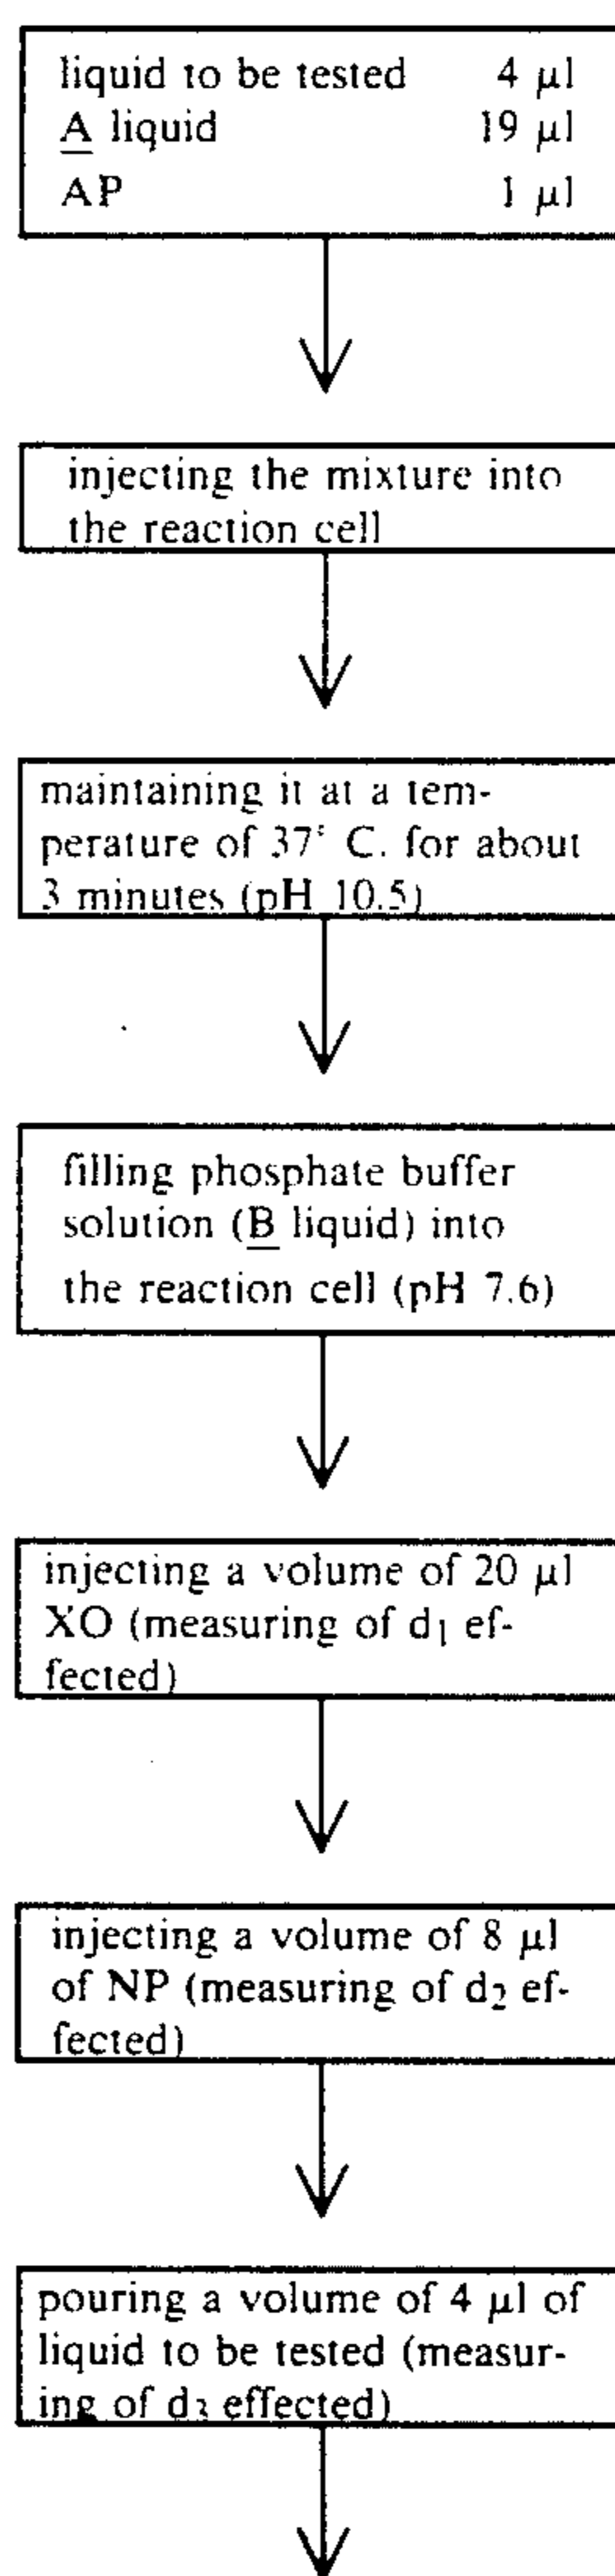 liquid to be tested 4 μl
A liquid 19 μl
AP 1 μl
injecting the mixture into
the reaction cell
maintaining it at a tem-
perature of 37° C. for about
3 minutes (pH 10.5)
filling phosphate buffer
solution (B liquid) into
the reaction cell (pH 7.6)
injecting a volume of 20 μl
XO (measuring of d1 ef-
fected)
injecting a volume of 8 μl
of NP (measuring of d2 ef-
fected)
pouring a volume of 4 μl of
liquid to be tested (measur-
ing of d3 effected)